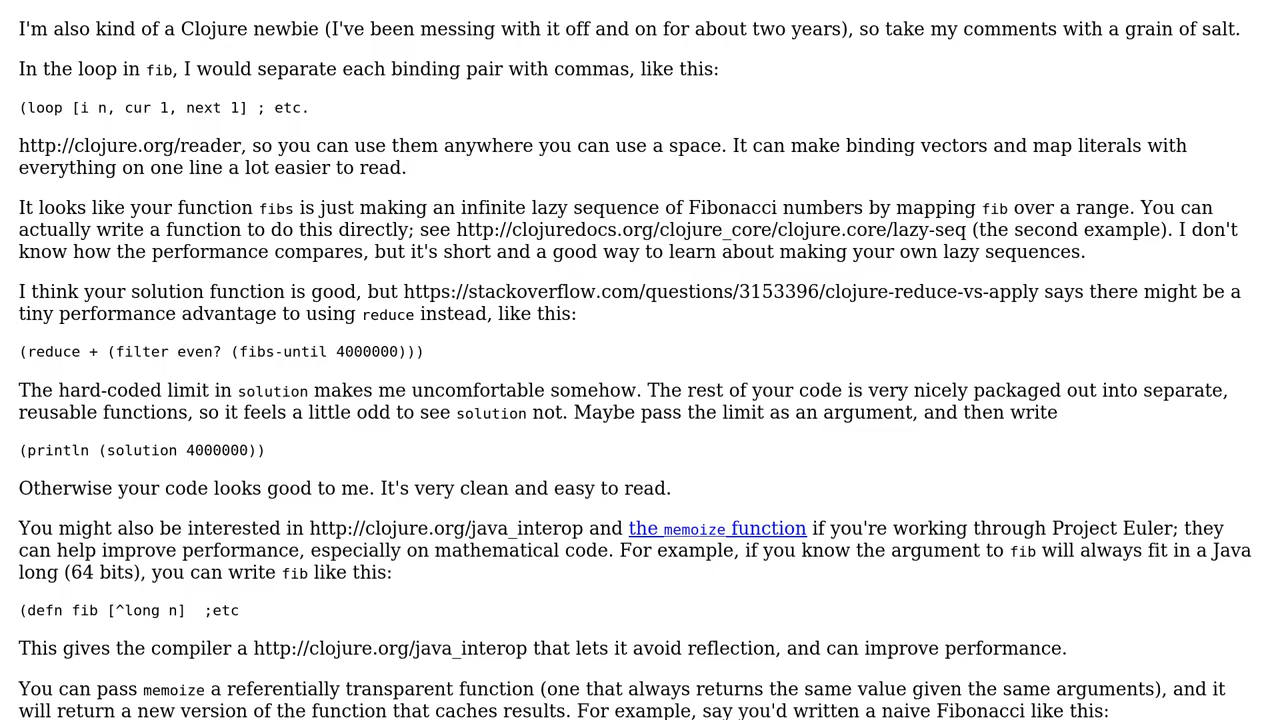 I'm also kind of a Clojure newbie (I've been messing with it off and on for about two years), so take my comments with a grain of salt.
In the loop in fib, I would separate each binding pair with commas, like this:
(loop [i n, cur 1, next 1] ; etc.
http://clojure.org/reader, so you can use them anywhere you can use a space. It can make binding vectors and map literals with
everything on one line a lot easier to read.
It looks like your function fibs is just making an infinite lazy sequence of Fibonacci numbers by mapping fib over a range. You can
actually write a function to do this directly; see http://clojuredocs.org/clojure_core/clojure.core/lazy-seq (the second example). I don't
know how the performance compares, but it's short and a good way to learn about making your own lazy sequences.
I think your solution function is good, but https://stackoverflow.com/questions/3153396/clojure-reduce-vs-apply says there might be a
tiny performance advantage to using reduce instead, like this:
(reduce + (filter even? (fibs-until 4000000)))
The hard-coded limit in solution makes me uncomfortable somehow. The rest of your code is very nicely packaged out into separate,
reusable functions, so it feels a little odd to see solution not. Maybe pass the limit as an argument, and then write
(println (solution 4000000))
Otherwise your code looks good to me. It's very clean and easy to read.
You might also be interested in http://clojure.org/java_interop and the memoize function if you're working through Project Euler; they
can help improve performance, especially on mathematical code. For example, if you know the argument to fib will always fit in a Java
long (64 bits), you can write fib like this:
(defn fib [^long n]  ;etc
This gives the compiler a http://clojure.org/java_interop that lets it avoid reflection, and can improve performance.
You can pass memoize a referentially transparent function (one that always returns the same value given the same arguments), and it
will return a new version of the function that caches results. For example, say you'd written a naive Fibonacci like this: